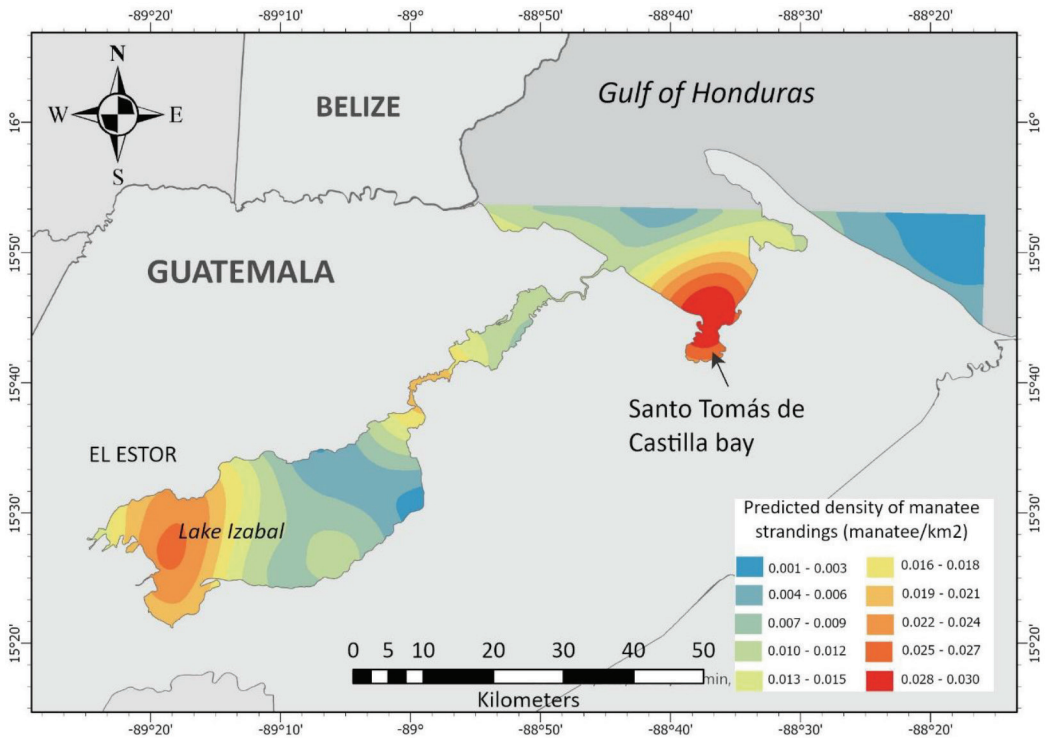 -89°20' -89°10' -89° -88°50' -88°40' -88°30' -88°20'
N
W E
S
BELIZE
Gulf of Honduras
16° 16°
15°50' 15°50'
GUATEMALA
15°40' 15°40'
Santo Tomás de
Castilla bay
EL ESTOR
15°30' 15°30'
Lake Izabal
Predicted density of manatee
strandings (manatee/km2)
0.001 - 0.003 0.016 - 0.018
0.004 - 0.006 0.019 - 0.021
0.007 - 0.009 0.022 - 0.024
0.010 - 0.012 0.025 - 0.027
0.013 - 0.015 0.028 - 0.030
15°20' 15°20'
0 5 10 20 30 40 50
min,
Kilometers
-89°20' -89°10' -89° -88°50' -88°40' -88°30' -88°20'